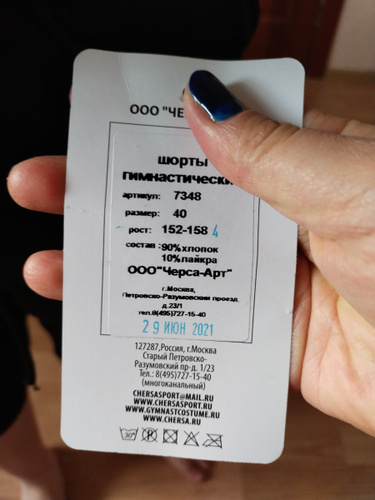 ООО "ЧЕ
шорты
гимнастически
артикул: 7348
размер: 40
рост: 152-158 4
состав :90%хлопок
10%лайкра
ООО"Черса-Арт"
г.Москва,
Петровско-Разумовский проезд,
д.23/1
тел.8(495)727-15-40
29 ИЮН 2021
127287,Россия, г.Москва
Старый Петровско-
Разумовский пр-д. 1/23
Тел.: 8(495)727-15-40
(многоканальный)
CHERSASPORT@MAIL.RU
WWW.CHERSASPORT.RU
WWW.GYMNASTCOSTUME.RU
WWW.CHERSA.RU
30°